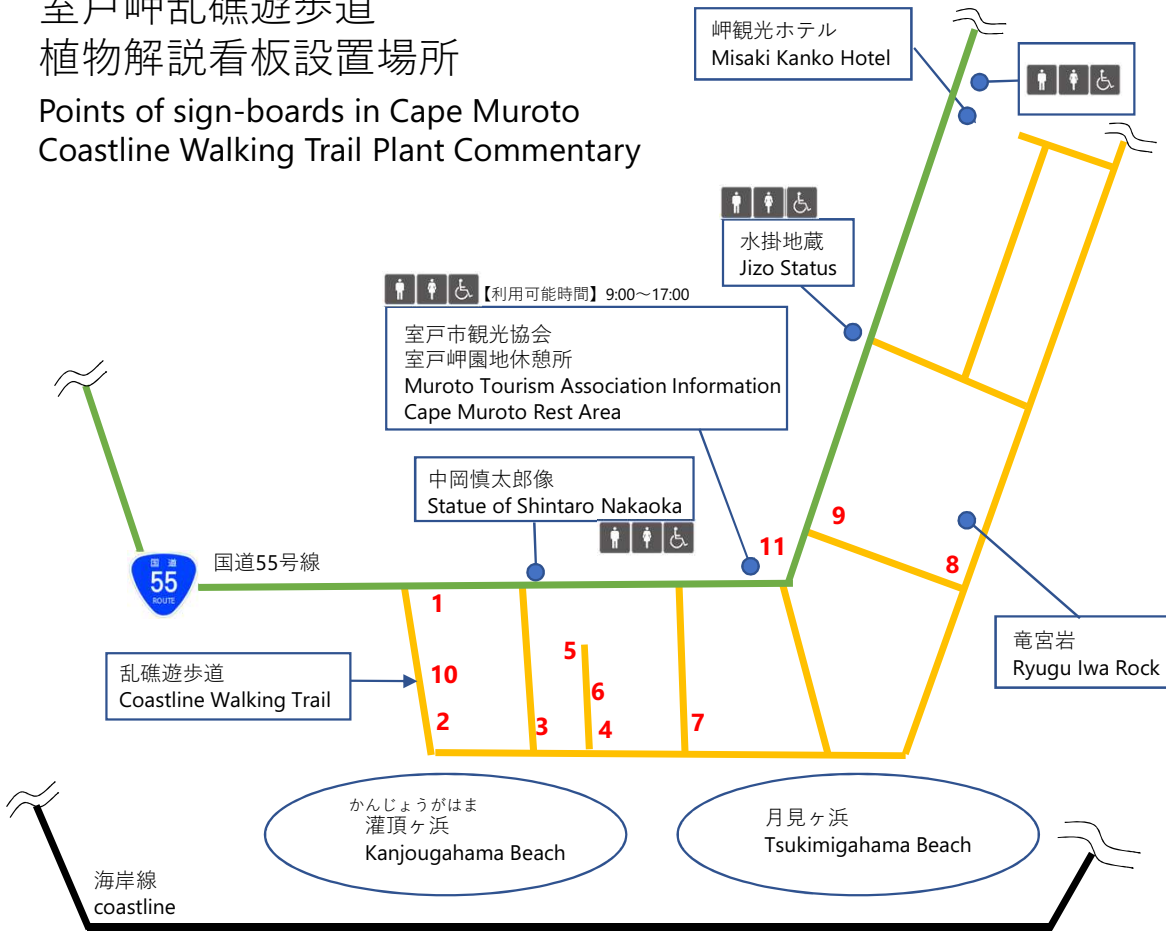 室戸岬乱礁遊歩道
植物解説看板設置場所
Points of sign-boards in Cape Muroto
Coastline Walking Trail Plant Commentary
岬観光ホテル
Misaki Kanko Hotel
水掛地蔵
Jizo Status
【利用可能時間】9:00～17:00
室戸市観光協会
室戸岬園地休憩所
Muroto Tourism Association Information
Cape Muroto Rest Area
中岡慎太郎像
Statue of Shintaro Nakaoka
国道
55
ROUTE
国道55号線
11
9
8
1
5
10
6
2
3
4
7
竜宮岩
Ryugu Iwa Rock
乱礁遊歩道
Coastline Walking Trail
かんじょうがはま
灌頂ヶ浜
Kanjougahama Beach
月見ヶ浜
Tsukimigahama Beach
海岸線
coastline